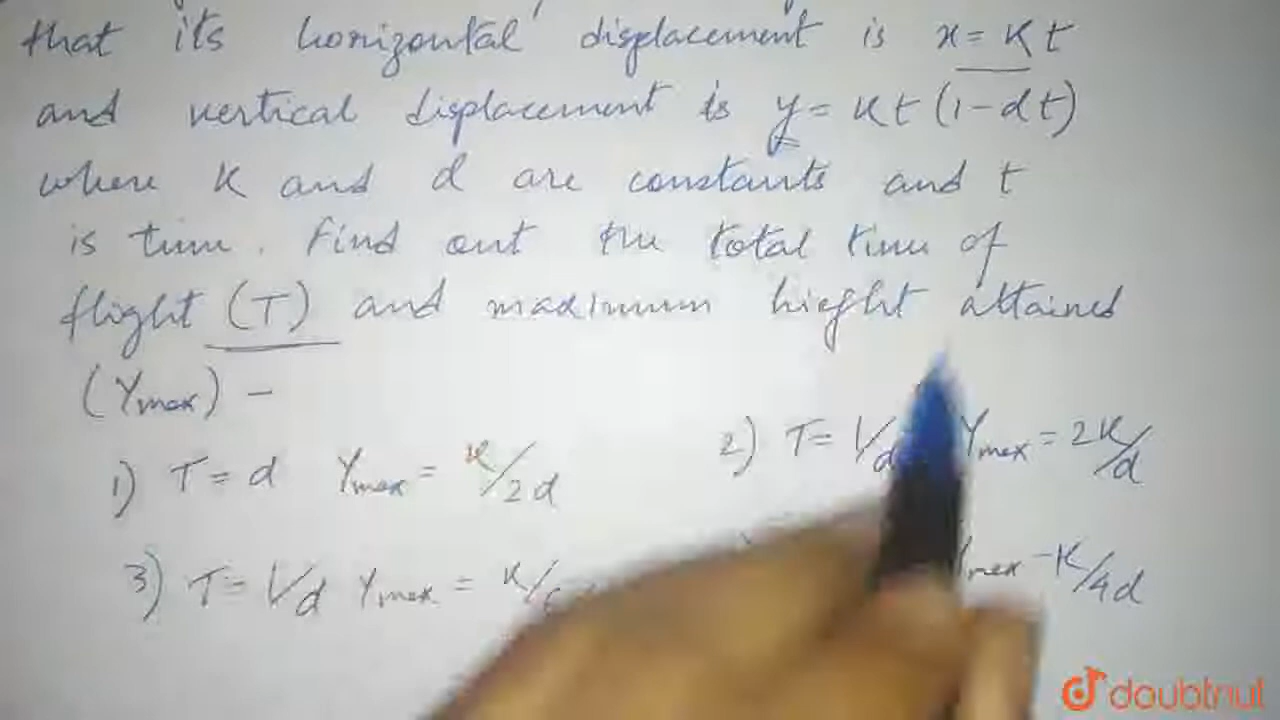 that its horizontal displacement is x = Kt
and vertical displacement is y = Kt (1 - dt)
where K and d are constants and t
is time. Find out the total time of
flight (T) and maximum hieght attained
(Ymax) -
1) T = d Ymax = K/2d
2) T = 1/d Ymax = 2K/d
3) T = 1/d Ymax = K/
max - K/4d
doubtnut